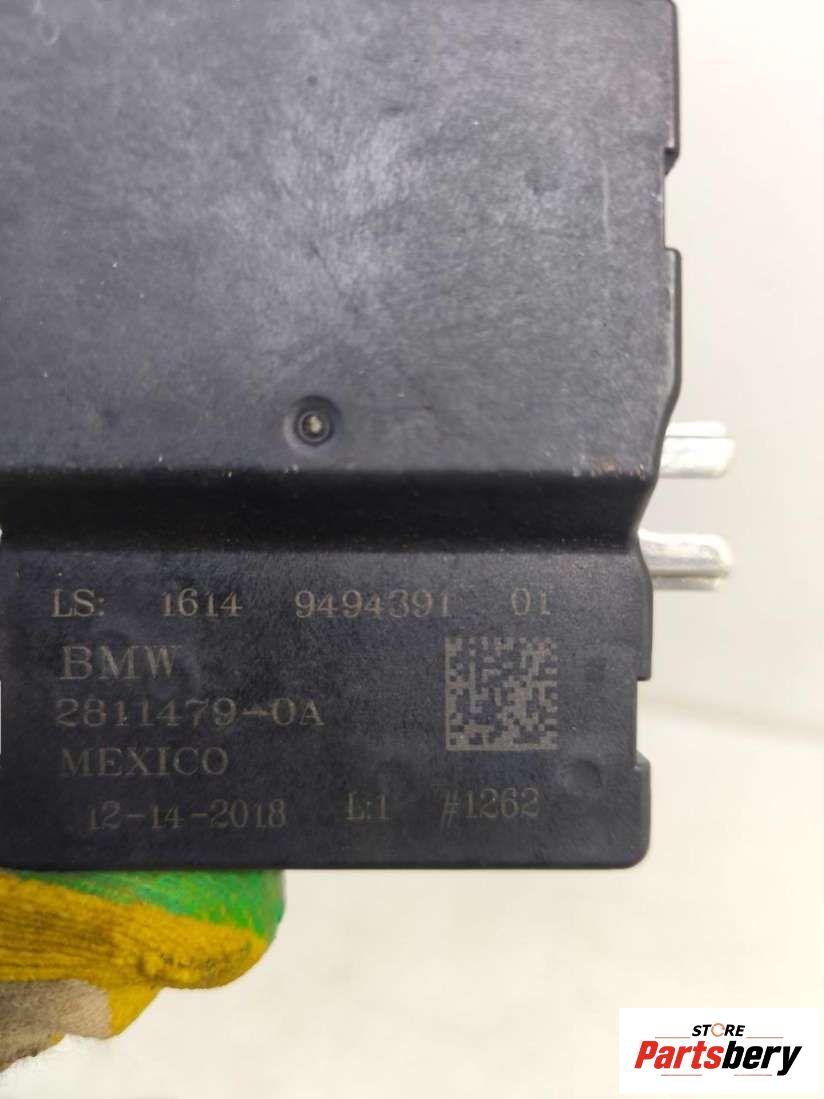 LS: 1614 9494391 01
BMW
2811479-0A
MEXICO
12-14-2018 L:1 #1262
STORE
Partsbery